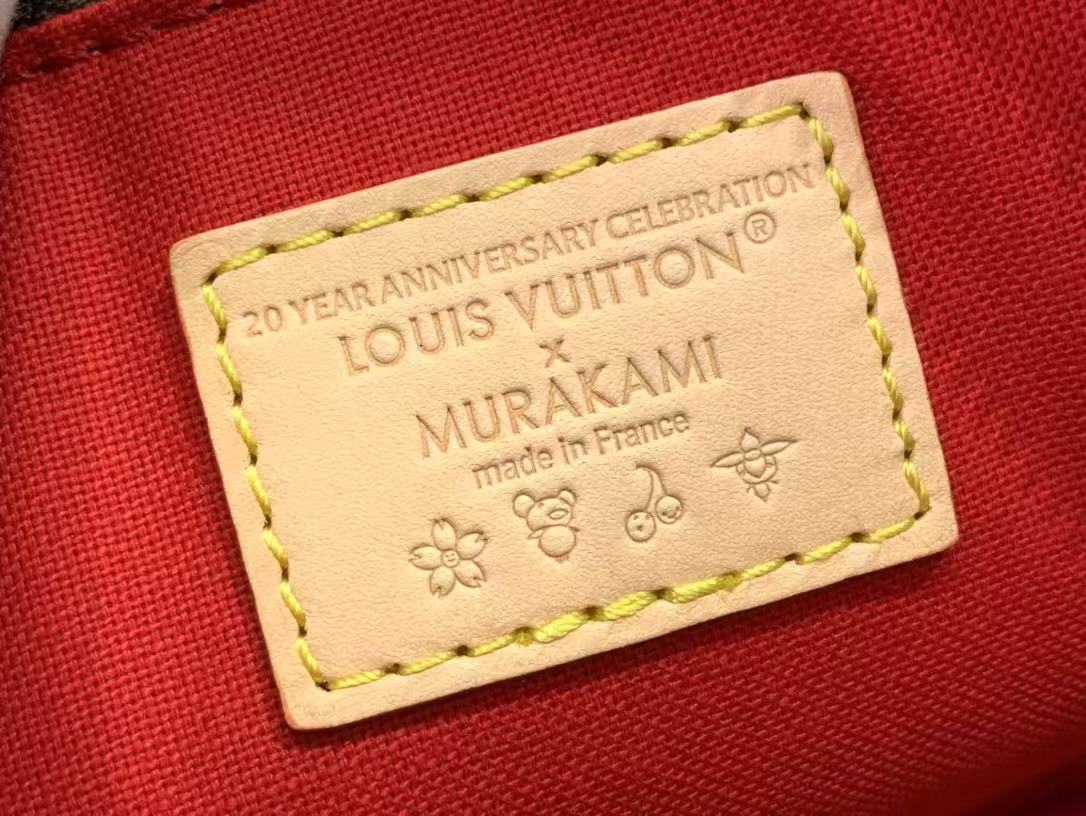 20 YEAR ANNIVERSARY CELEBRATION
LOUIS VUITTON®
x
MURAKAMI
made in France